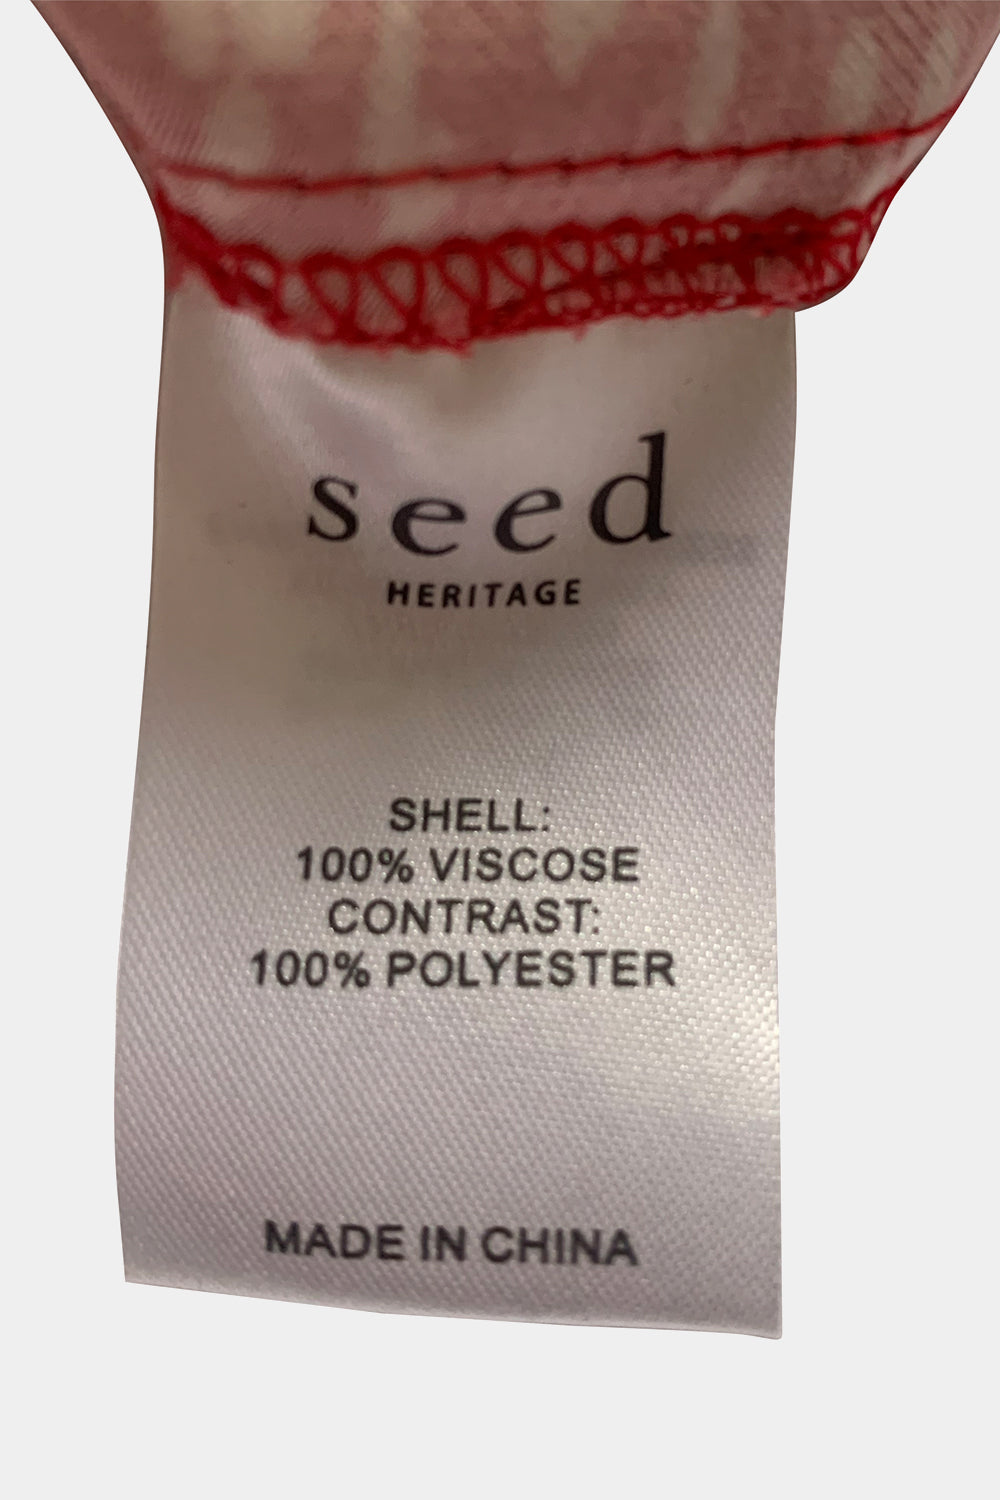 seed
HERITAGE
SHELL:
100% VISCOSE
CONTRAST:
100% POLYESTER
MADE IN CHINA